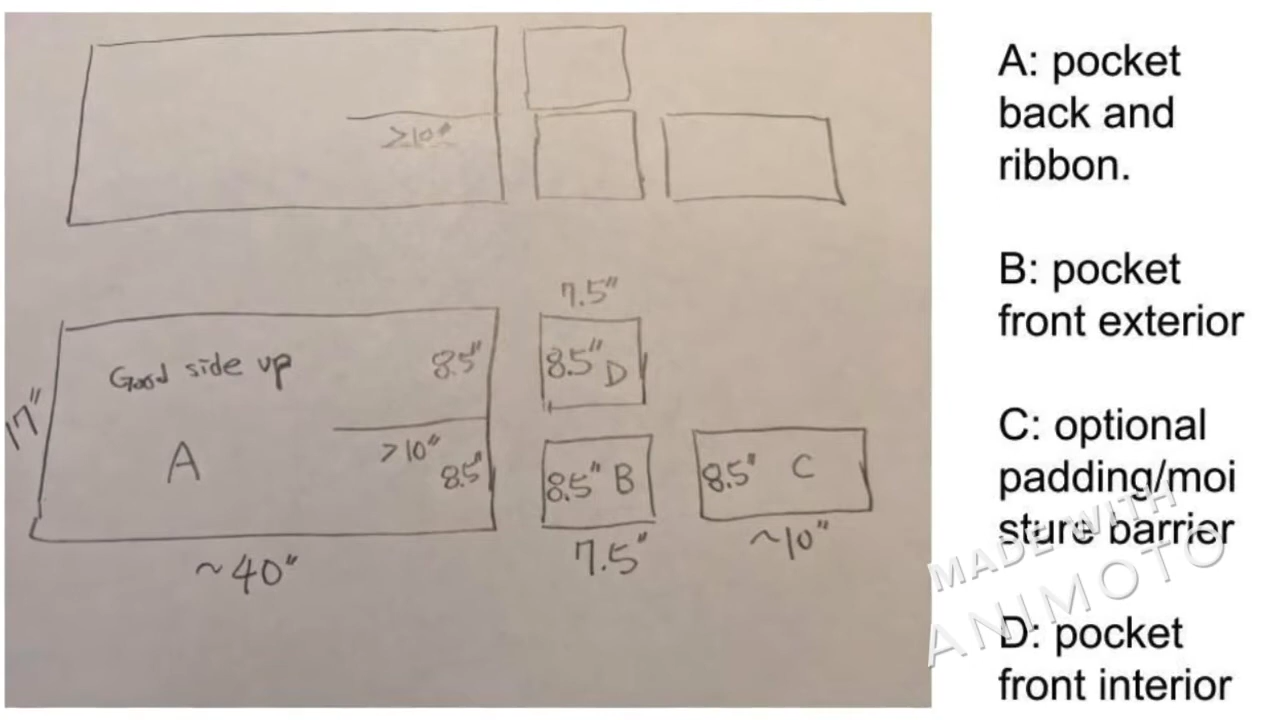 >10"
7.5"
Good side up
8.5"
8.5" D
17"
A
>10"
8.5"
8.5" B
8.5" C
~40"
7.5"
~10"
A: pocket
back and
ribbon.
B: pocket
front exterior
C: optional
padding/moi
sture barrier
D: pocket
front interior
MADE WITH
ANIMOTO